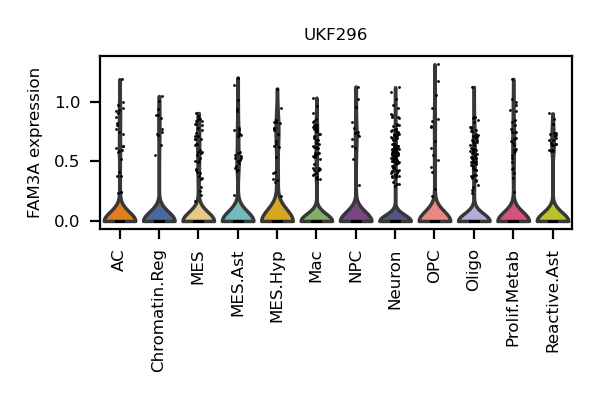 UKF296
FAM3A expression
1.0
0.5
0.0
AC
Chromatin.Reg
MES
MES.Ast
MES.Hyp
Mac
NPC
Neuron
OPC
Oligo
Prolif.Metab
Reactive.Ast